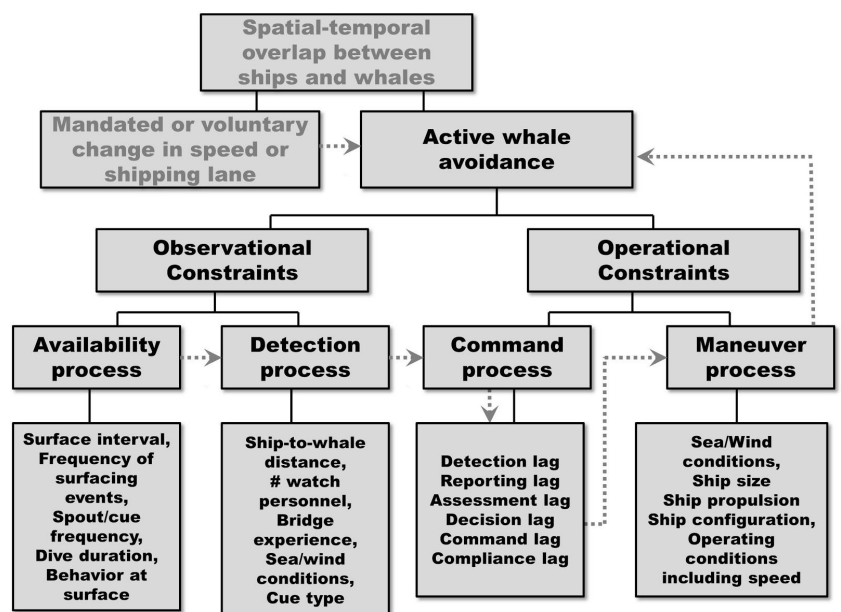 Spatial-temporal
overlap between
ships and whales
Mandated or voluntary
change in speed or
shipping lane
Active whale
avoidance
Observational
Constraints
Operational
Constraints
Availability
process
Detection
process
Command
process
Maneuver
process
Surface interval,
Frequency of
surfacing
events,
Spout/cue
frequency,
Dive duration,
Behavior at
surface
Ship-to-whale
distance,
# watch
personnel,
Bridge
experience,
Sea/wind
conditions,
Cue type
Detection lag
Reporting lag
Assessment lag
Decision lag
Command lag
Compliance lag
Sea/Wind
conditions,
Ship size
Ship propulsion
Ship configuration,
Operating
conditions
including speed